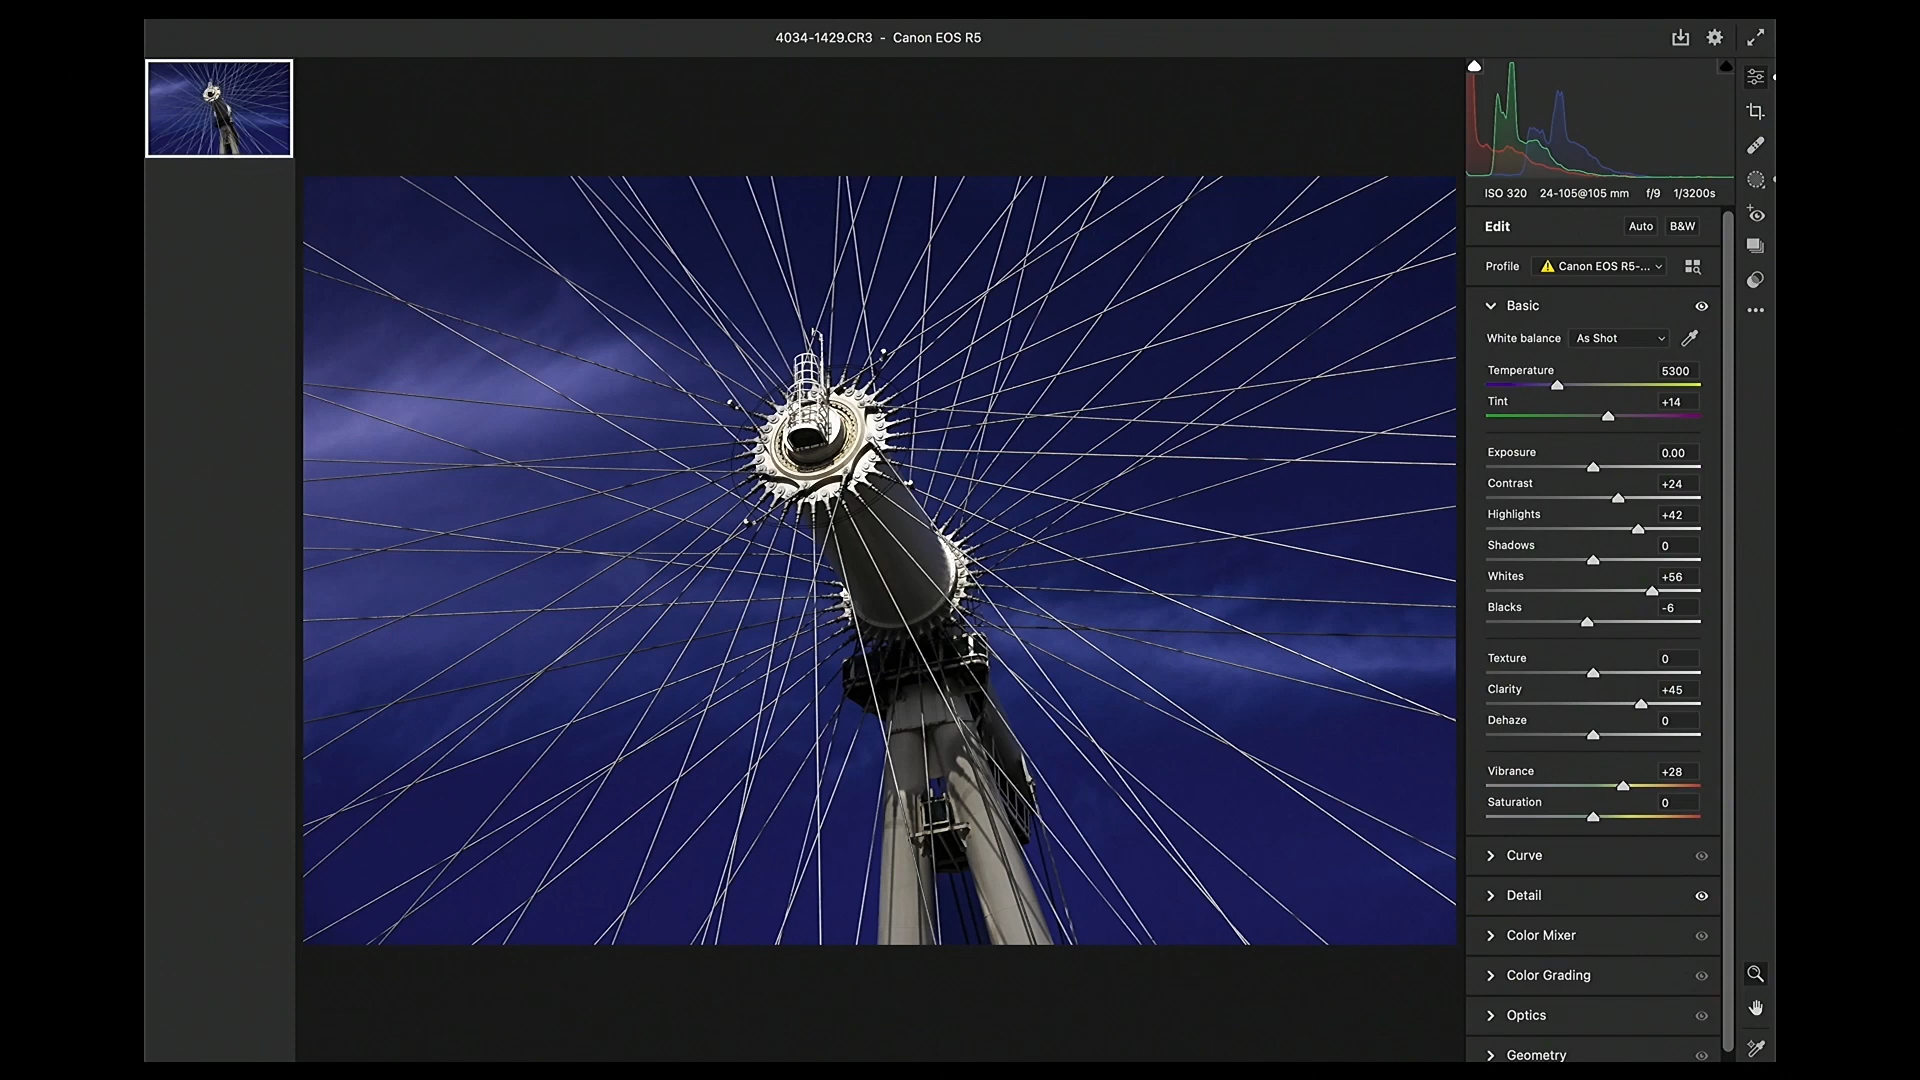 4034-1429.CR3 - Canon EOS R5
ISO 320 24-105@105 mm f/9 1/3200s
Edit Auto B&W
Profile Canon EOS R5-...
Basic
White balance As Shot
Temperature 5300
Tint +14
Exposure 0.00
Contrast +24
Highlights +42
Shadows 0
Whites +56
Blacks -6
Texture 0
Clarity +45
Dehaze 0
Vibrance +28
Saturation 0
Curve
Detail
Color Mixer
Color Grading
Optics
Geometry